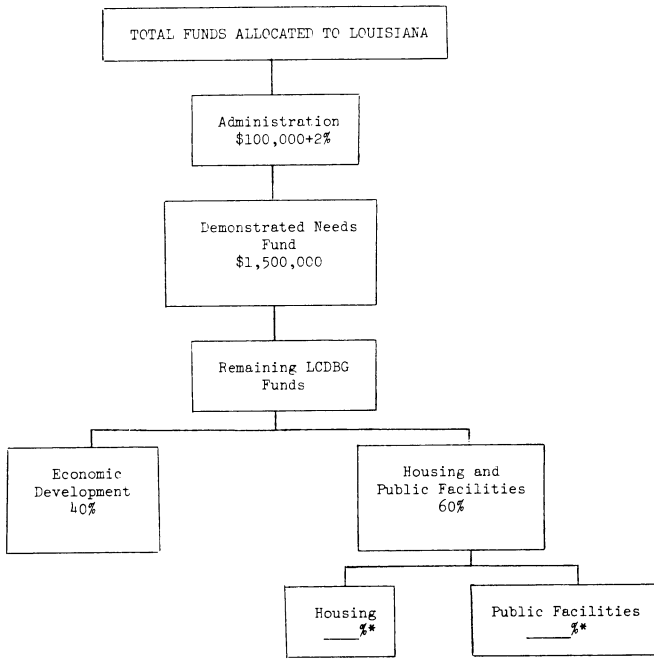 TOTAL FUNDS ALLOCATED TO LOUISIANA
Administration
$100,000+2%
Demonstrated Needs
Fund
$1,500,000
Remaining LCDBG
Funds
Economic
Development
40%
Housing and
Public Facilities
60%
Housing
____%*
Public Facilities
_____%*